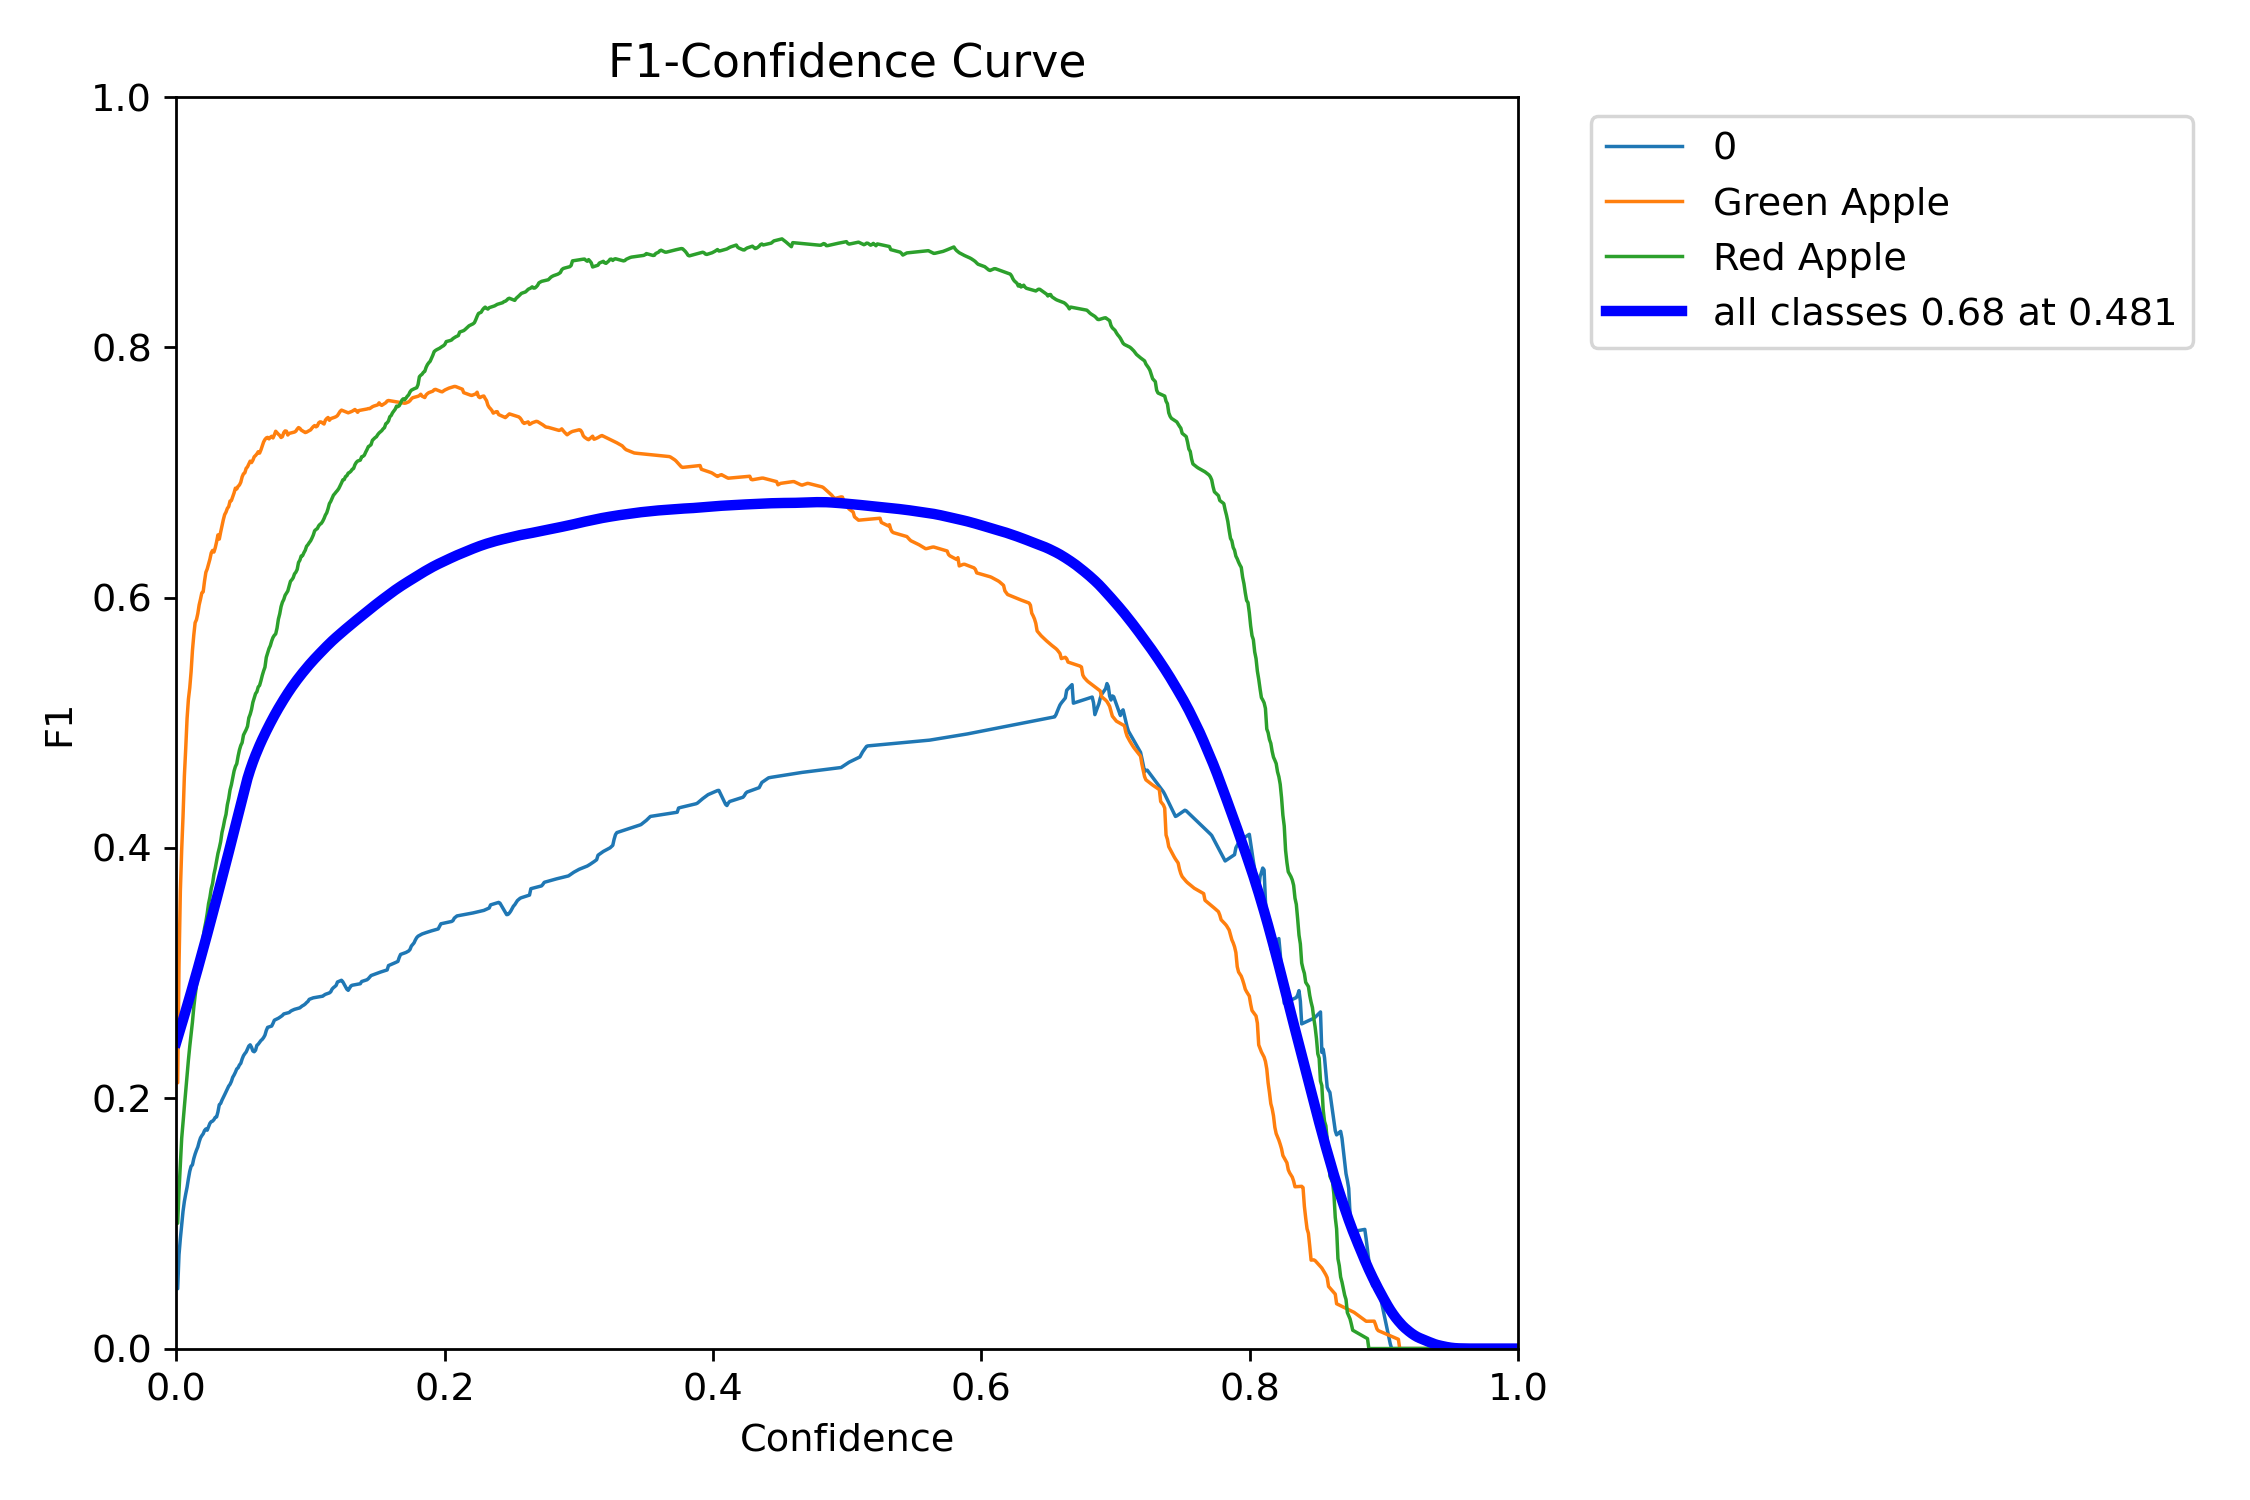 F1-Confidence Curve
1.0
0.8
0.6
0.4
0.2
0.0
F1
0.0 0.2 0.4 0.6 0.8 1.0
Confidence
0
Green Apple
Red Apple
all classes 0.68 at 0.481